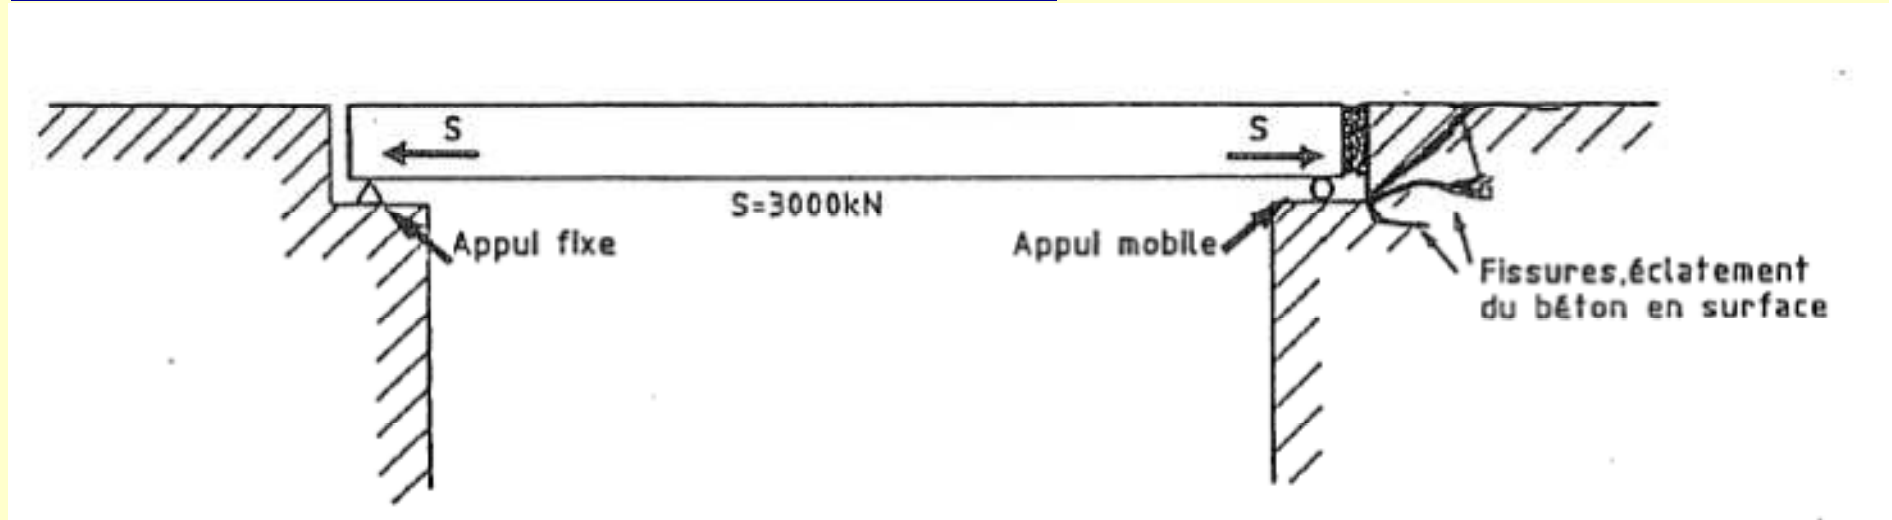 S
S
S=3000kN
Appui fixe
Appui mobile
Fissures,éclatement
du béton en surface